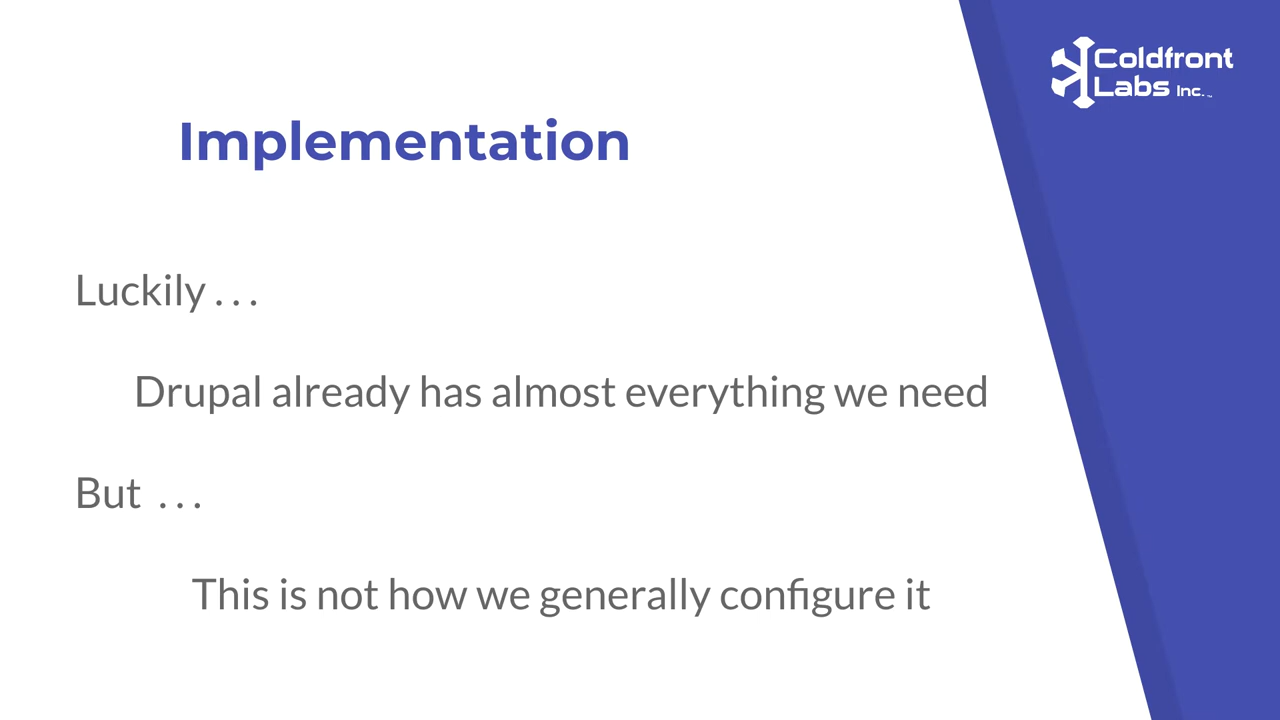 Coldfront
Labs Inc.™
Implementation
Luckily . . .
Drupal already has almost everything we need
But . . .
This is not how we generally configure it